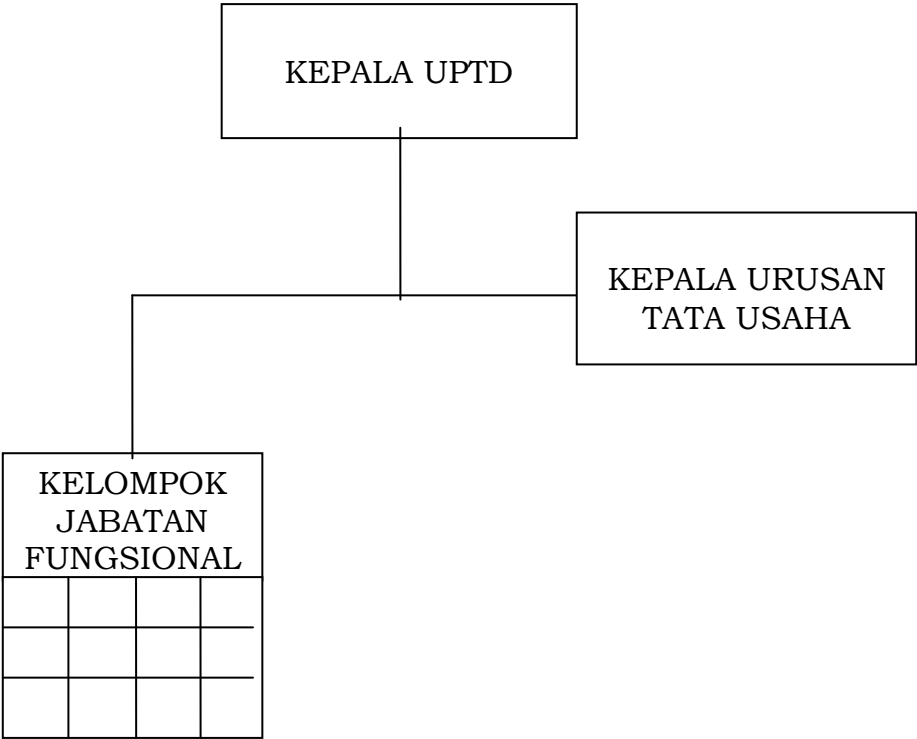 KEPALA UPTD
KEPALA URUSAN
TATA USAHA
KELOMPOK
JABATAN
FUNGSIONAL